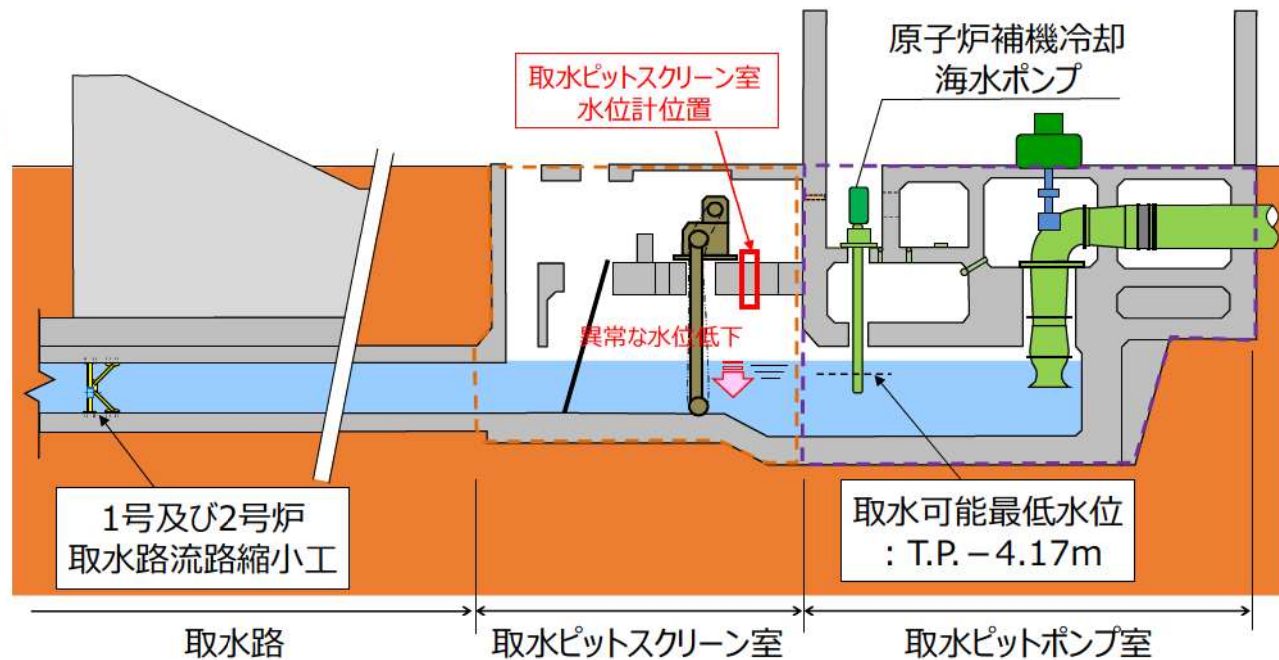 原子炉補機冷却
海水ポンプ
取水ピットスクリーン室
水位計位置
異常な水位低下
1号及び2号炉
取水路流路縮小工
取水可能最低水位
：T.P.－4.17m
取水路
取水ピットスクリーン室
取水ピットポンプ室